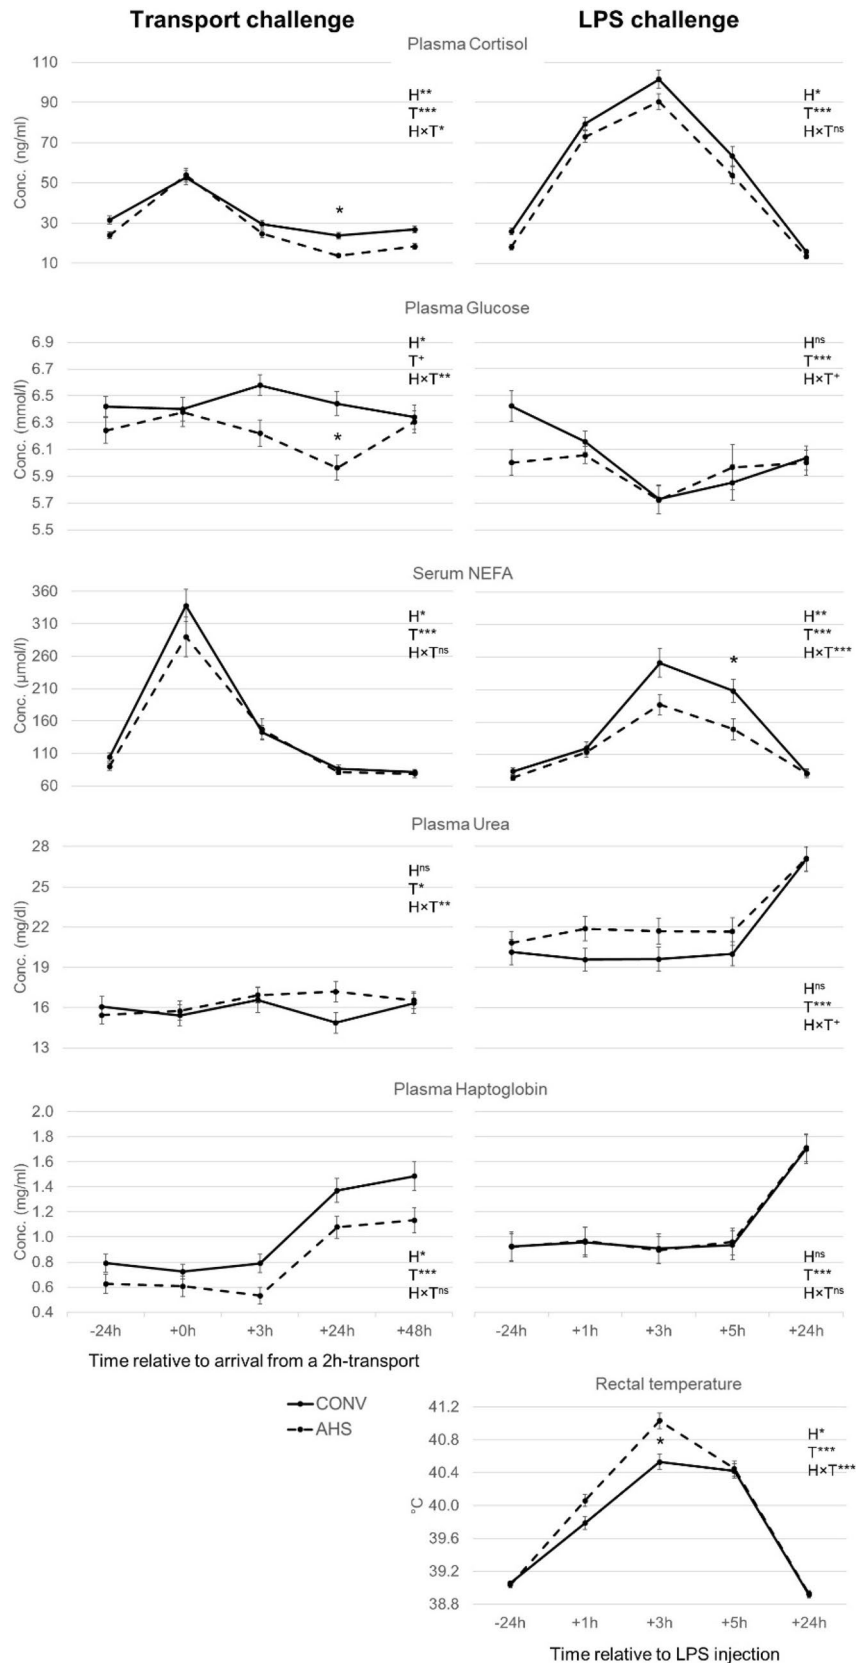 Transport challenge
LPS challenge
Plasma Cortisol
110
90
70
50
30
10
Conc. (ng/ml)
H**
T***
H×T*
*
H*
T***
H×Tns
Plasma Glucose
6.9
6.7
6.5
6.3
6.1
5.9
5.7
5.5
Conc. (mmol/l)
H*
T+
H×T**
*
Hns
T***
H×T+
Serum NEFA
360
310
260
210
160
110
60
Conc. (µmol/l)
H*
T***
H×Tns
H**
T***
H×T***
*
Plasma Urea
28
25
22
19
16
13
Conc. (mg/dl)
Hns
T*
H×T**
Hns
T***
H×T+
Plasma Haptoglobin
2.0
1.8
1.6
1.4
1.2
1.0
0.8
0.6
0.4
Conc. (mg/ml)
H*
T***
H×Tns
Hns
T***
H×Tns
-24h +0h +3h +24h +48h
-24h +1h +3h +5h +24h
Time relative to arrival from a 2h-transport
CONV
AHS
Rectal temperature
41.2
40.8
40.4
40.0
39.6
39.2
38.8
°C
*
H*
T***
H×T***
-24h +1h +3h +5h +24h
Time relative to LPS injection